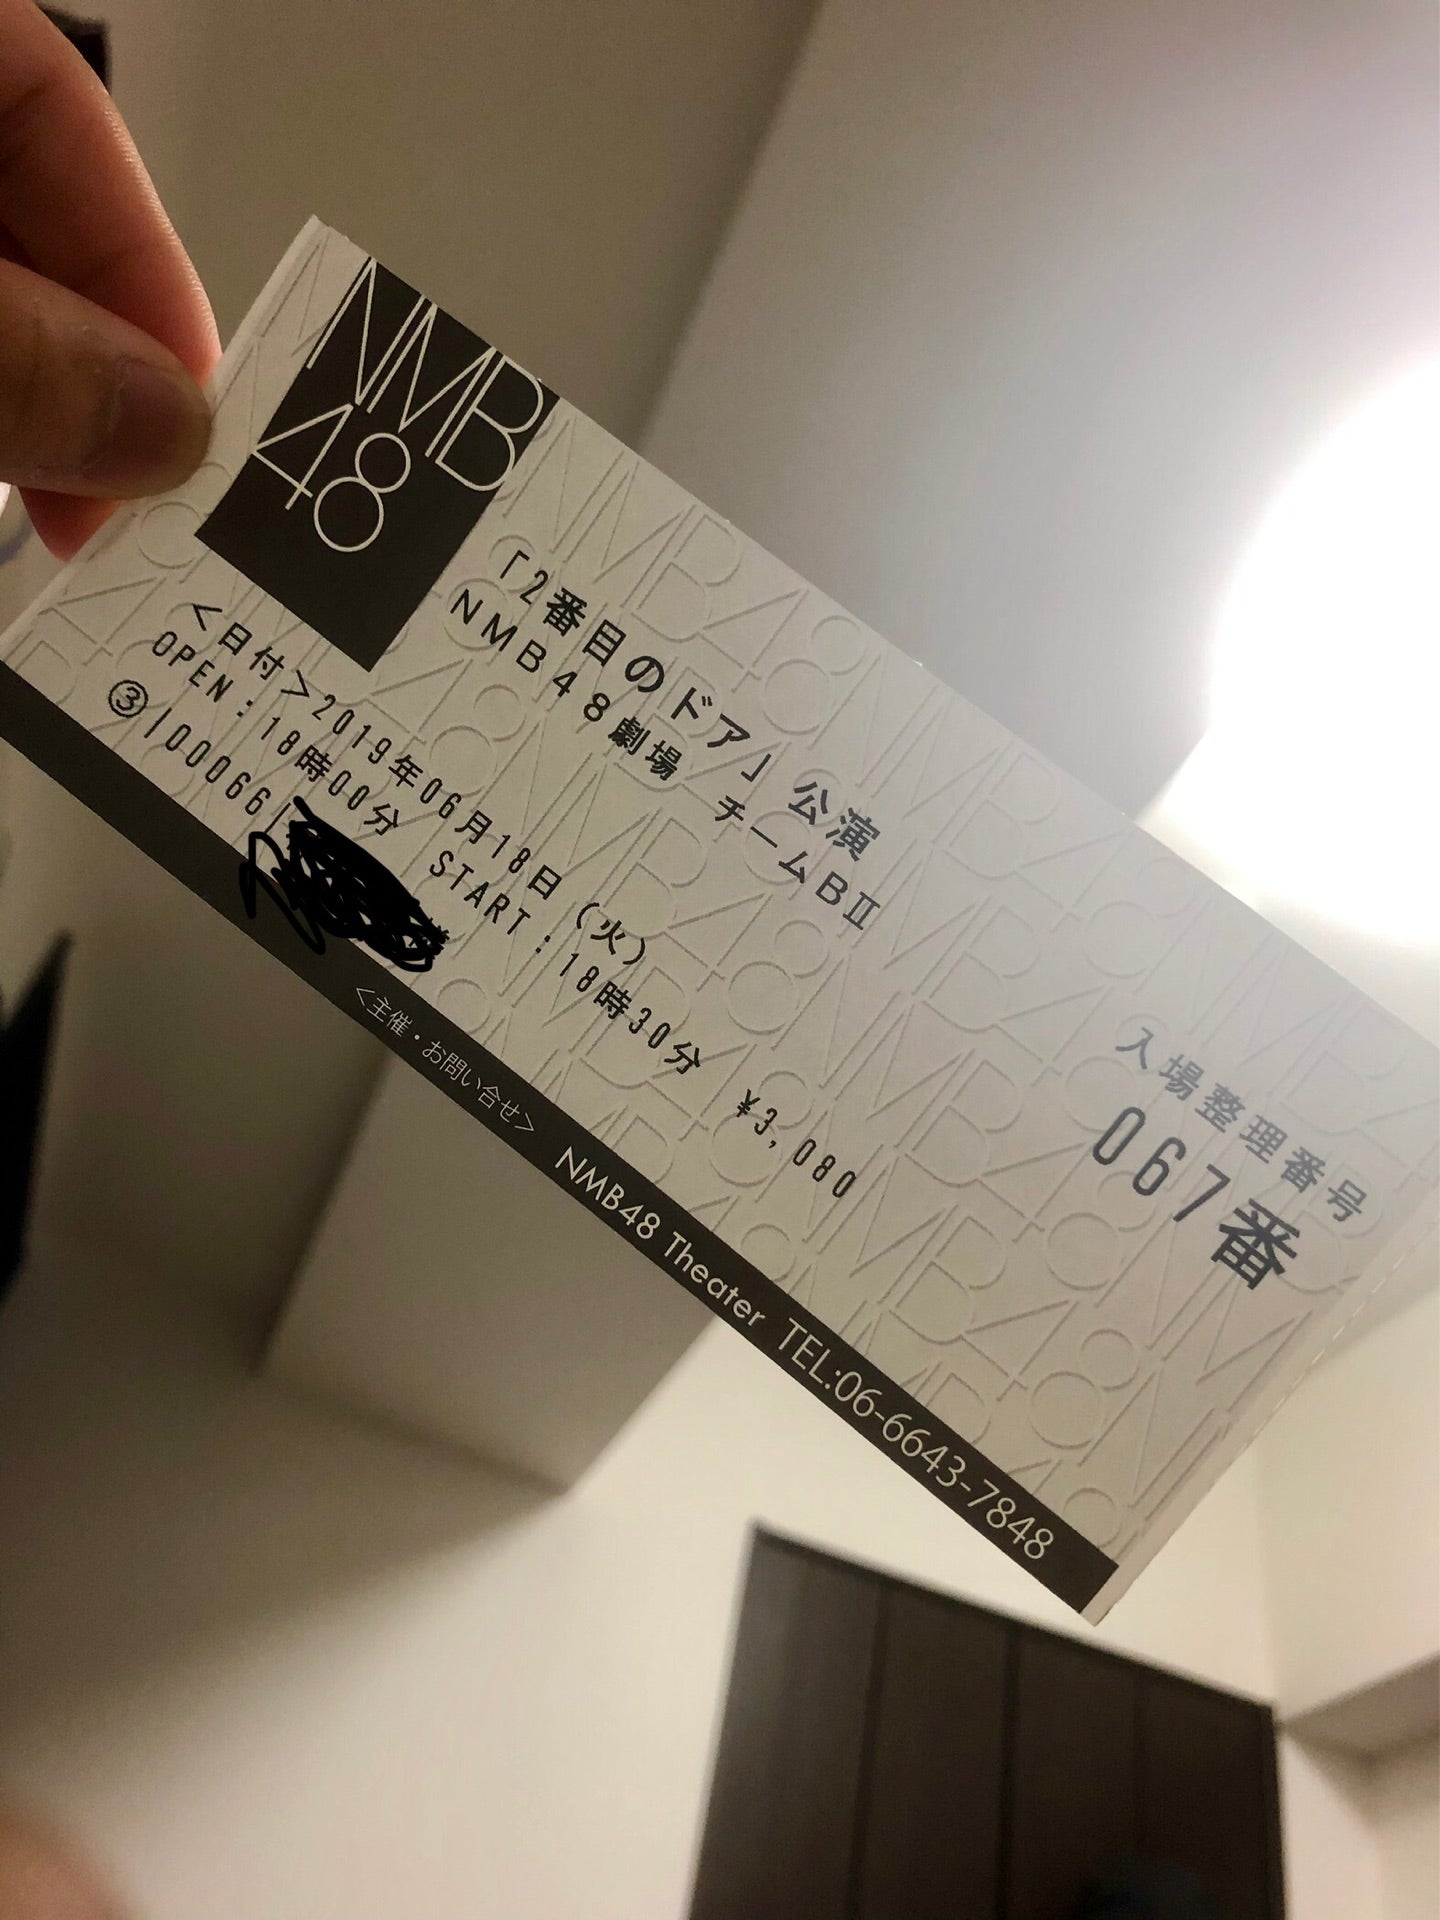 NMB
48
「2番目のドア」公演
NMB48劇場 チームBⅡ
<日付>2019年06月18日(火)
OPEN:18時00分 START:18時30分 ¥3,080
③100066
入場整理番号
067番
<主催・お問い合せ> NMB48 Theater TEL:06-6643-7848